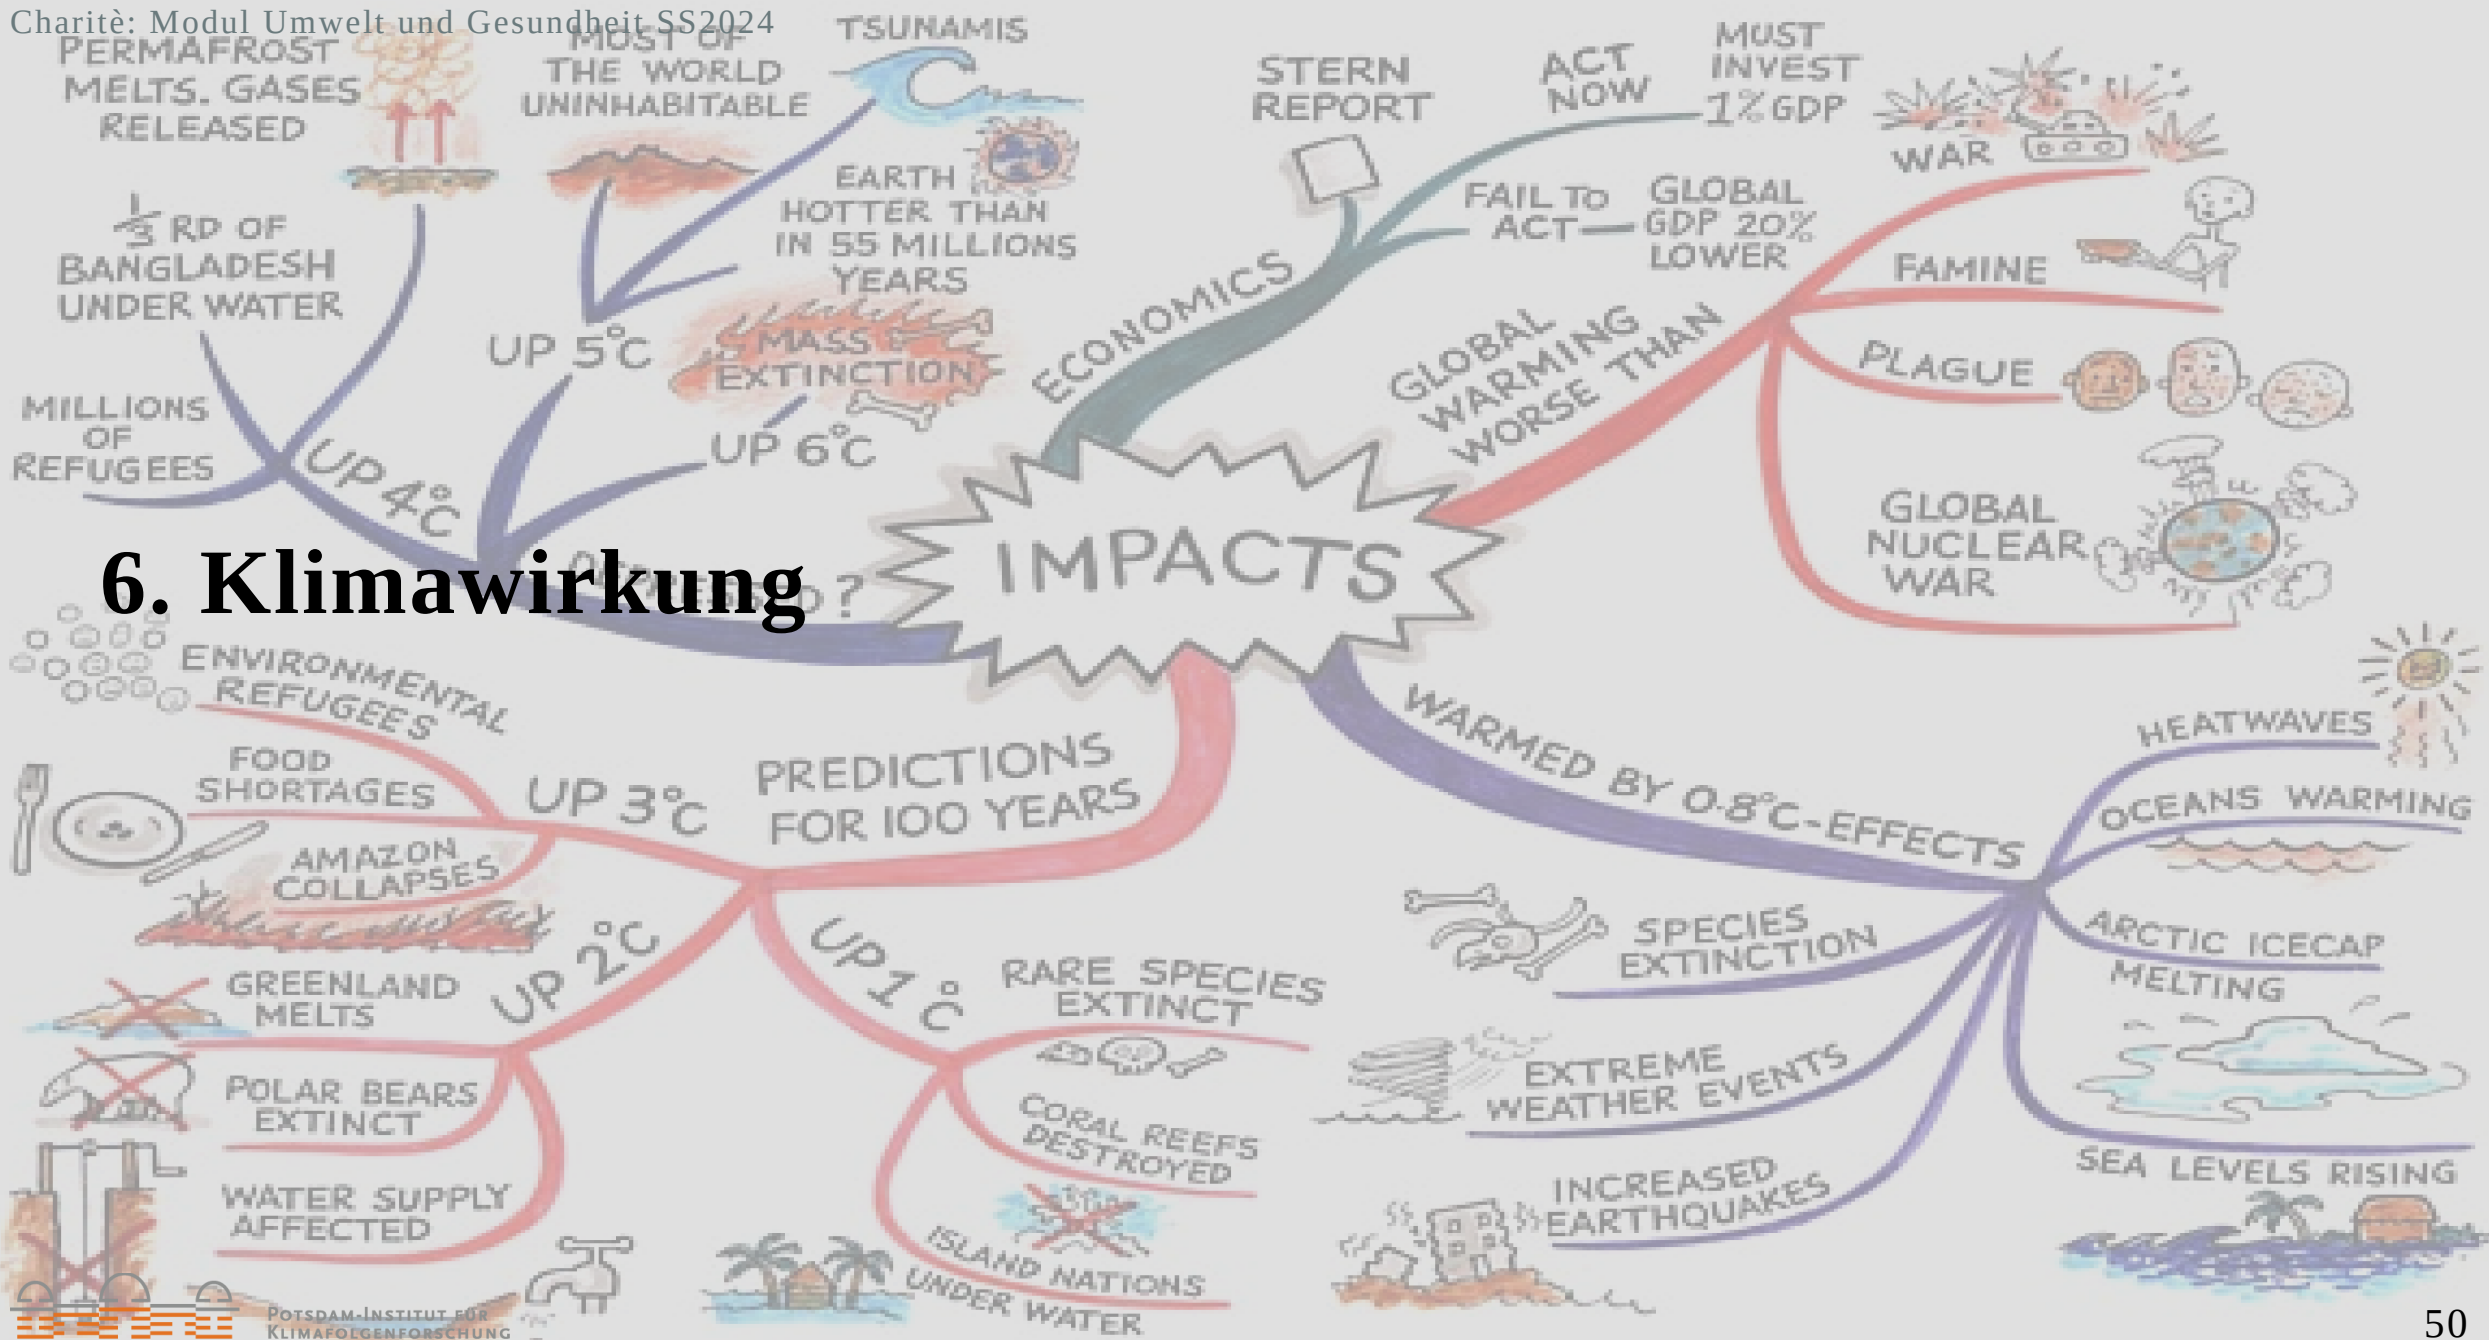 Charitè: Modul Umwelt und Gesundheit SS2024
PERMAFROST
MELTS. GASES
RELEASED
MOST OF
THE WORLD
UNINHABITABLE
TSUNAMIS
EARTH
HOTTER THAN
IN 55 MILLIONS
YEARS
1/3 RD OF
BANGLADESH
UNDER WATER
MILLIONS
OF
REFUGEES
UP 4°C
UP 5°C
MASS
EXTINCTION
UP 6°C
STERN
REPORT
ACT
NOW
MUST
INVEST
1% GDP
FAIL TO
ACT
GLOBAL
GDP 20%
LOWER
ECONOMICS
GLOBAL
WARMING
WORSE THAN
WAR
FAMINE
PLAGUE
GLOBAL
NUCLEAR
WAR
IMPACTS
6. Klimawirkung
?
ENVIRONMENTAL
REFUGEES
FOOD
SHORTAGES
AMAZON
COLLAPSES
UP 3°C
PREDICTIONS
FOR 100 YEARS
GREENLAND
MELTS
POLAR BEARS
EXTINCT
WATER SUPPLY
AFFECTED
UP 2°C
UP 1°C
RARE SPECIES
EXTINCT
CORAL REEFS
DESTROYED
ISLAND NATIONS
UNDER WATER
WARMED BY 0.8°C-EFFECTS
HEATWAVES
OCEANS WARMING
ARCTIC ICECAP
MELTING
SEA LEVELS RISING
SPECIES
EXTINCTION
EXTREME
WEATHER EVENTS
INCREASED
EARTHQUAKES
POTSDAM-INSTITUT FÜR
KLIMAFOLGENFORSCHUNG
50